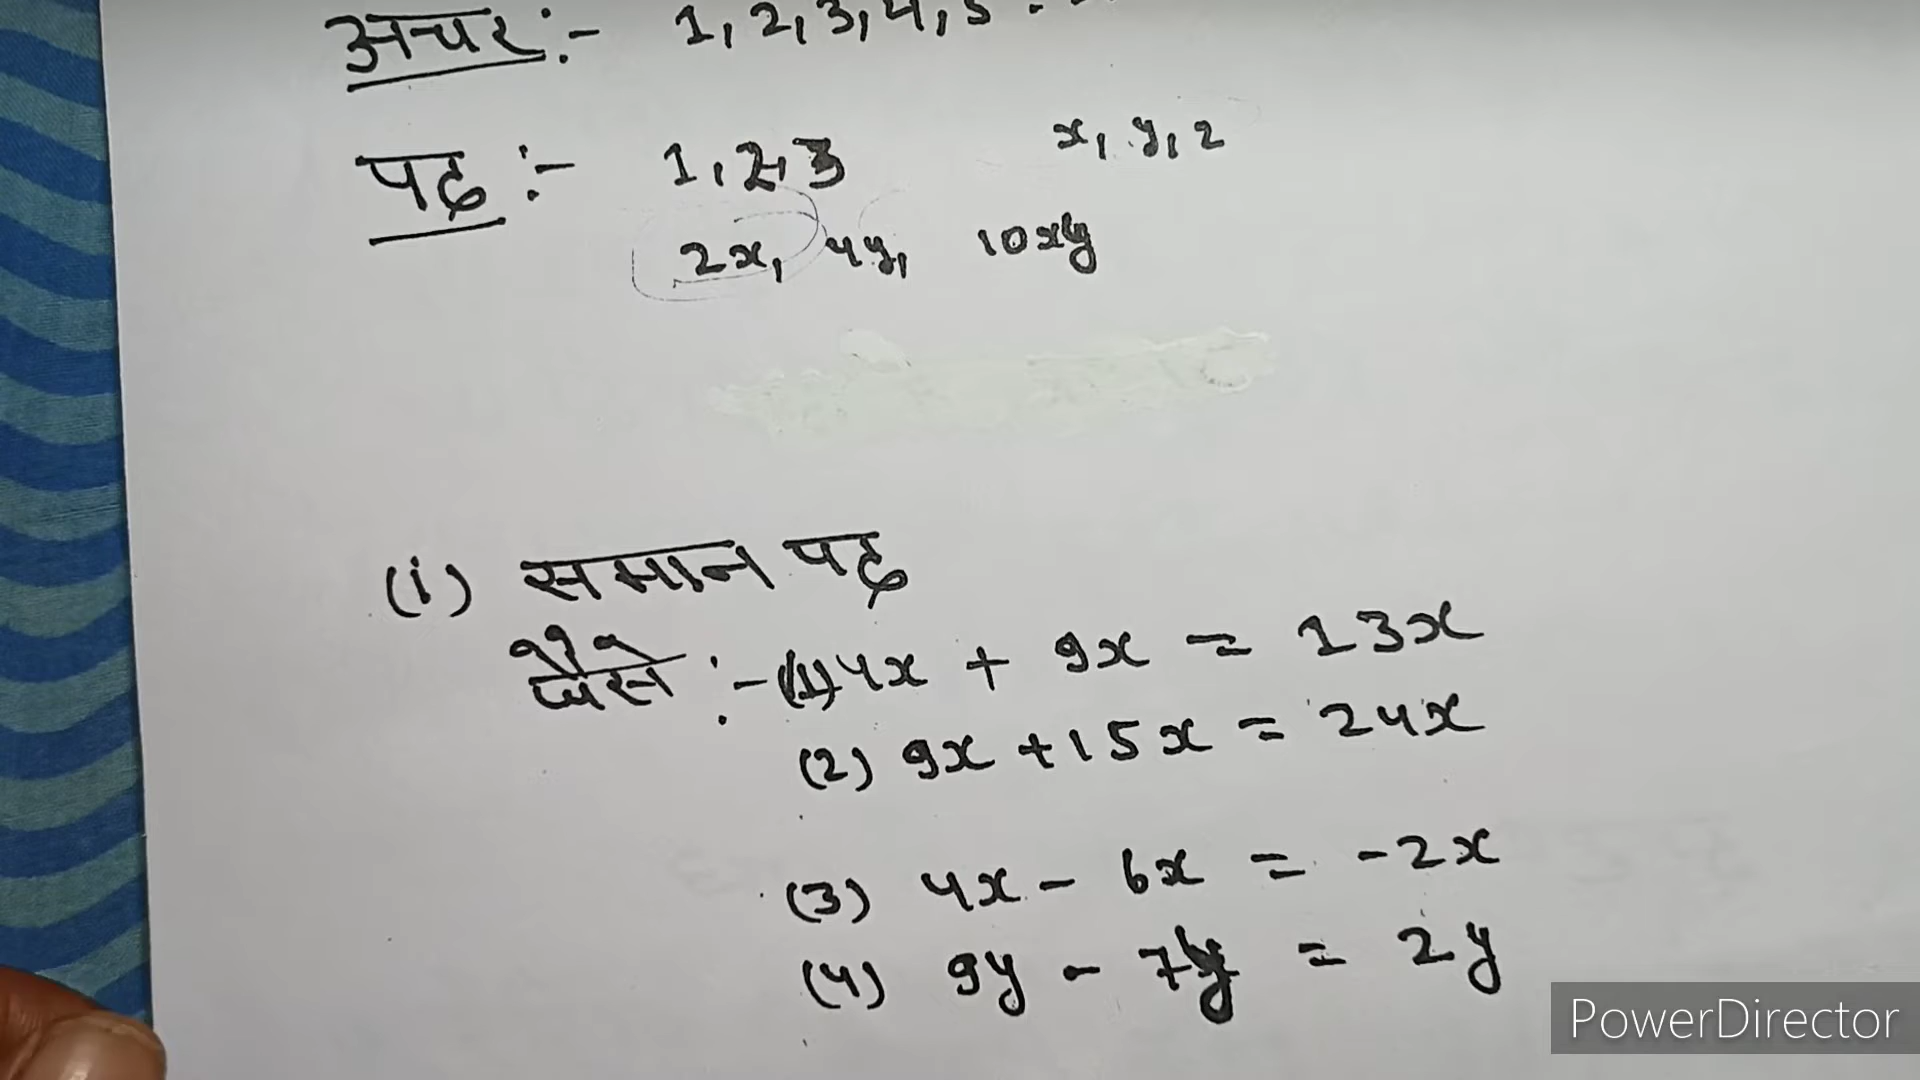 अचर :- 1, 2, 3, 4, 5
पद :- 1, 2, 3 x, y, z
2x, 4y, 10xy
(i) समान पद
जैसे :- (1) 4x + 9x = 13x
(2) 9x + 15x = 24x
(3) 4x - 6x = -2x
(4) 9y - 7y = 2y
PowerDirector